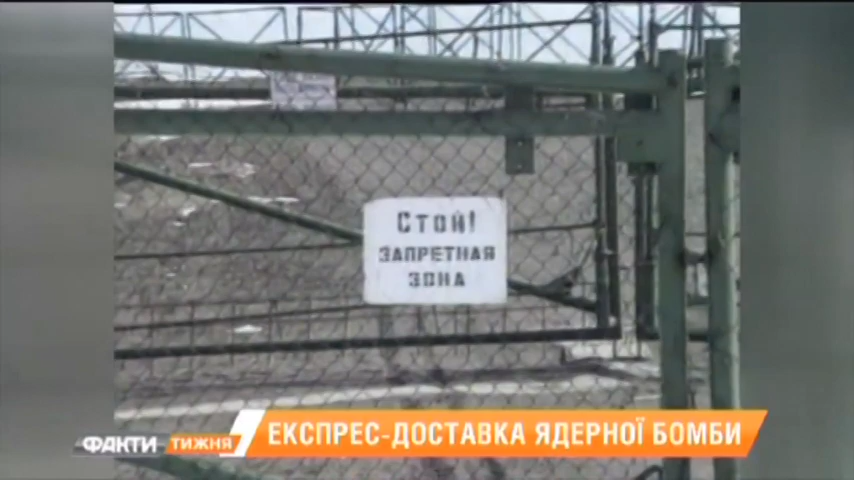 Стой!
ЗАПРЕТНАЯ
ЗОНА
ФАКТИ ТИЖНЯ
ЕКСПРЕС-ДОСТАВКА ЯДЕРНОЇ БОМБИ